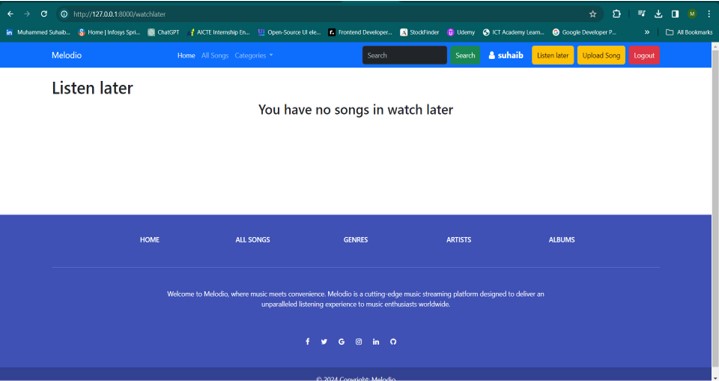 http://127.0.0.1:8000/watchlater
Muhammed Suhaib... Home | Infosys Spri... ChatGPT AICTE Internship En... Open-Source UI ele... Frontend Developer... StockFinder Udemy ICT Academy Learn... Google Developer P... » All Bookmarks
Melodio Home All Songs Categories Search Search suhaib Listen later Upload Song Logout
Listen later
You have no songs in watch later
HOME ALL SONGS GENRES ARTISTS ALBUMS
Welcome to Melodio, where music meets convenience. Melodio is a cutting-edge music streaming platform designed to deliver an
unparalleled listening experience to music enthusiasts worldwide.
© 2024 Copyright: Melodio